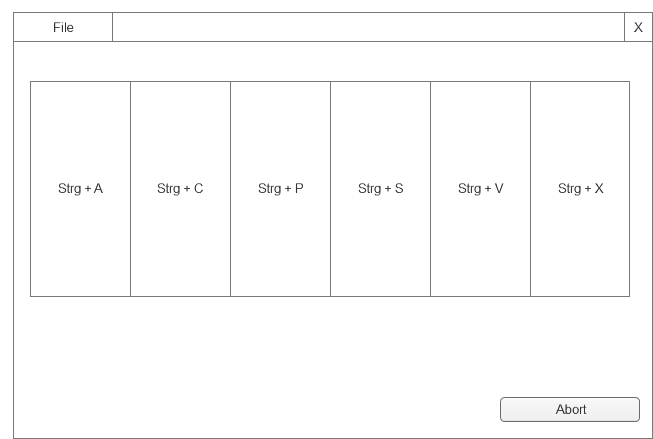 File X
Strg + A Strg + C Strg + P Strg + S Strg + V Strg + X
Abort